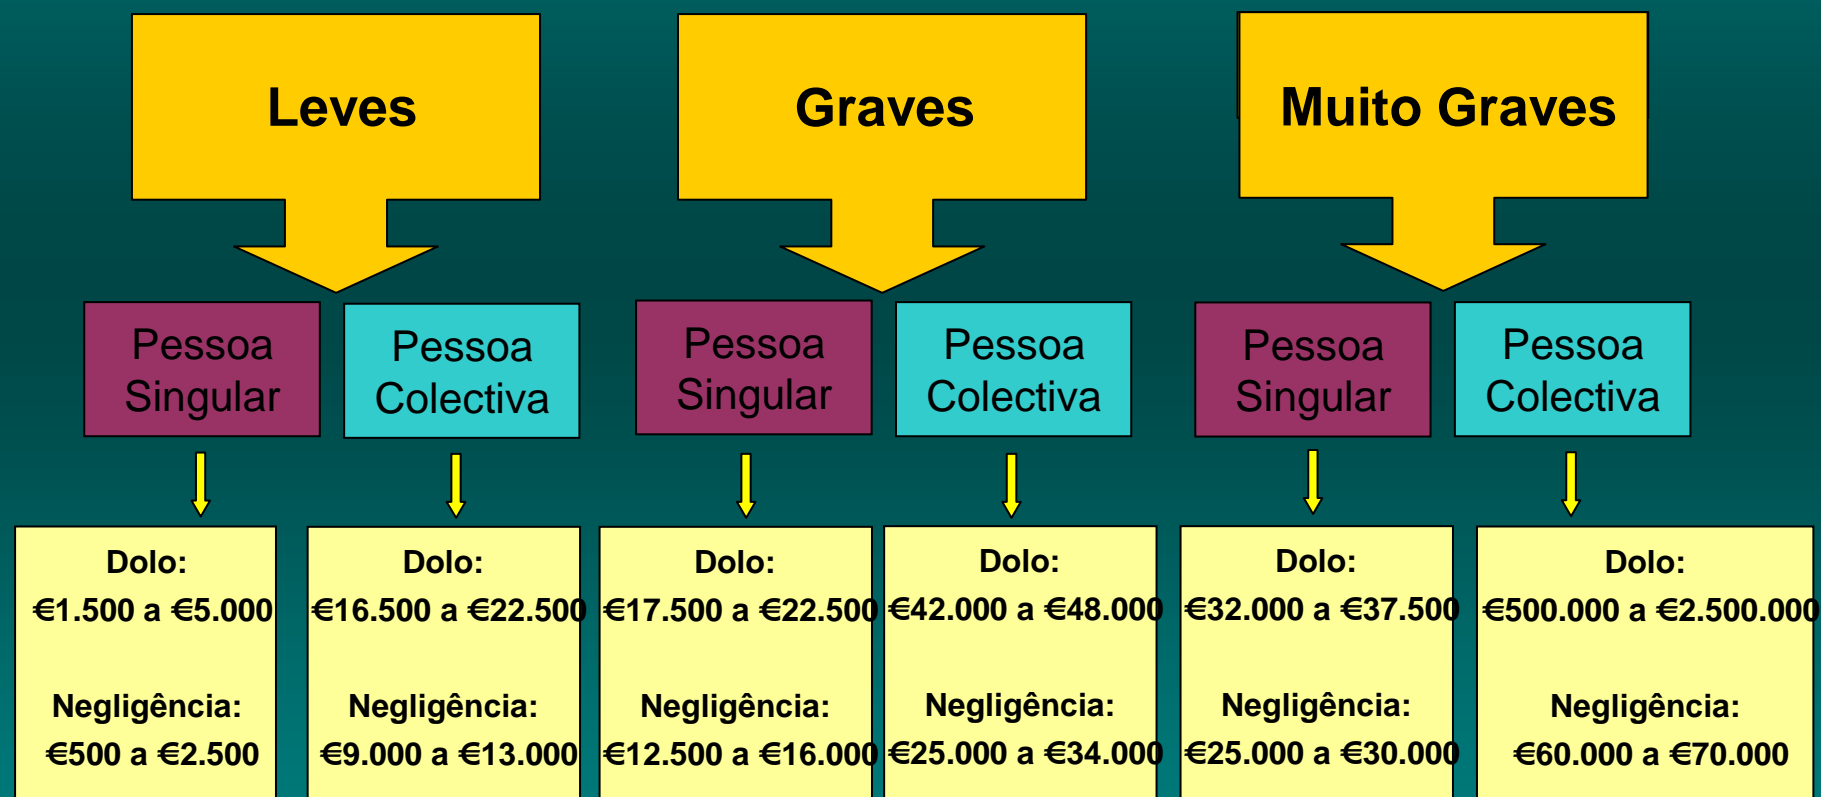 Leves
Graves
Muito Graves
Pessoa
Singular
Pessoa
Colectiva
Pessoa
Singular
Pessoa
Colectiva
Pessoa
Singular
Pessoa
Colectiva
Dolo:
€1.500 a €5.000
Negligência:
€500 a €2.500
Dolo:
€16.500 a €22.500
Negligência:
€9.000 a €13.000
Dolo:
€17.500 a €22.500
Negligência:
€12.500 a €16.000
Dolo:
€42.000 a €48.000
Negligência:
€25.000 a €34.000
Dolo:
€32.000 a €37.500
Negligência:
€25.000 a €30.000
Dolo:
€500.000 a €2.500.000
Negligência:
€60.000 a €70.000